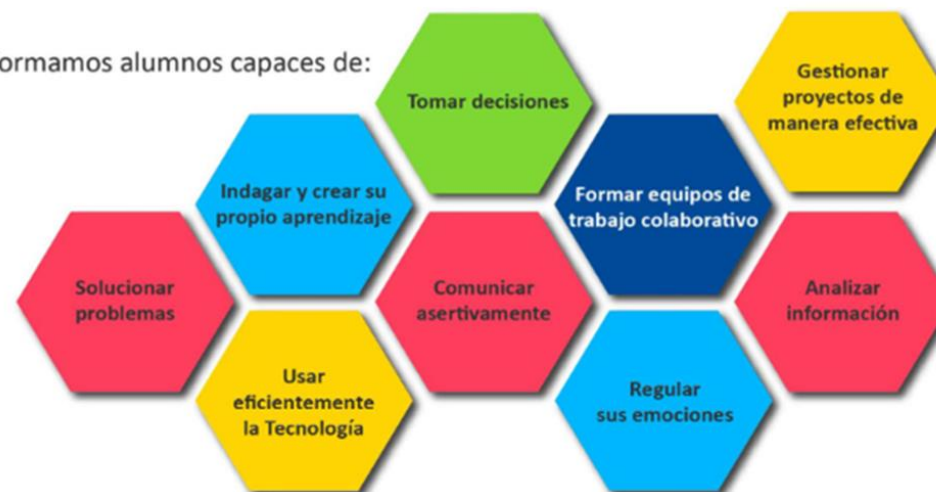 ormamos alumnos capaces de:
Tomar decisiones
Gestionar
proyectos de
manera efectiva
Indagar y crear su
propio aprendizaje
Formar equipos de
trabajo colaborativo
Solucionar
problemas
Comunicar
asertivamente
Analizar
información
Usar
eficientemente
la Tecnología
Regular
sus emociones